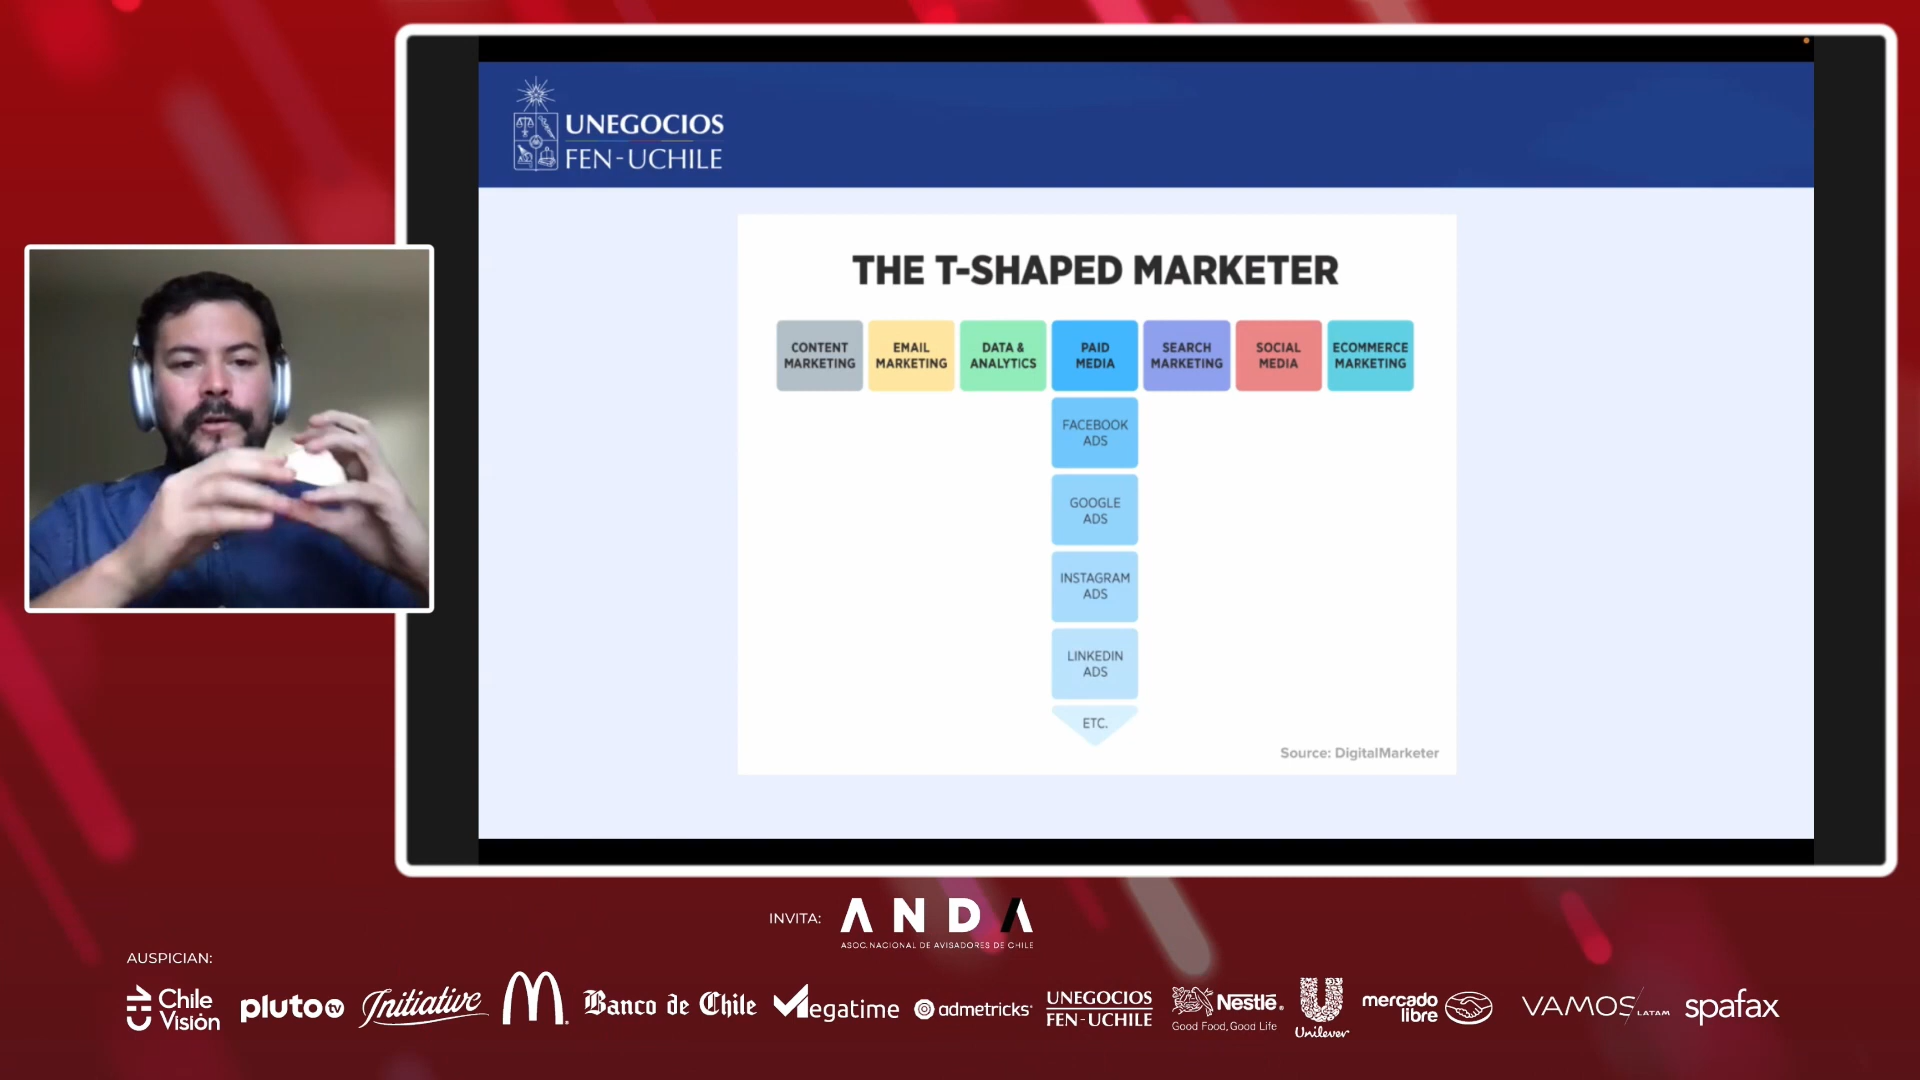 UNEGOCIOS
FEN-UCHILE
THE T-SHAPED MARKETER
CONTENT
MARKETING
EMAIL
MARKETING
DATA &
ANALYTICS
PAID
MEDIA
SEARCH
MARKETING
SOCIAL
MEDIA
ECOMMERCE
MARKETING
FACEBOOK
ADS
GOOGLE
ADS
INSTAGRAM
ADS
LINKEDIN
ADS
ETC.
Source: DigitalMarketer
INVITA:
ANDA
ASOC. NACIONAL DE AVISADORES DE CHILE
AUSPICIAN:
CHV
Chile
Visión
pluto tv
Initiative
M
Banco de Chile
Megatime
admetricks
UNEGOCIOS
FEN-UCHILE
Nestlé
Good Food, Good Life
U
Unilever
mercado
libre
VAMOS/LATAM
spafax